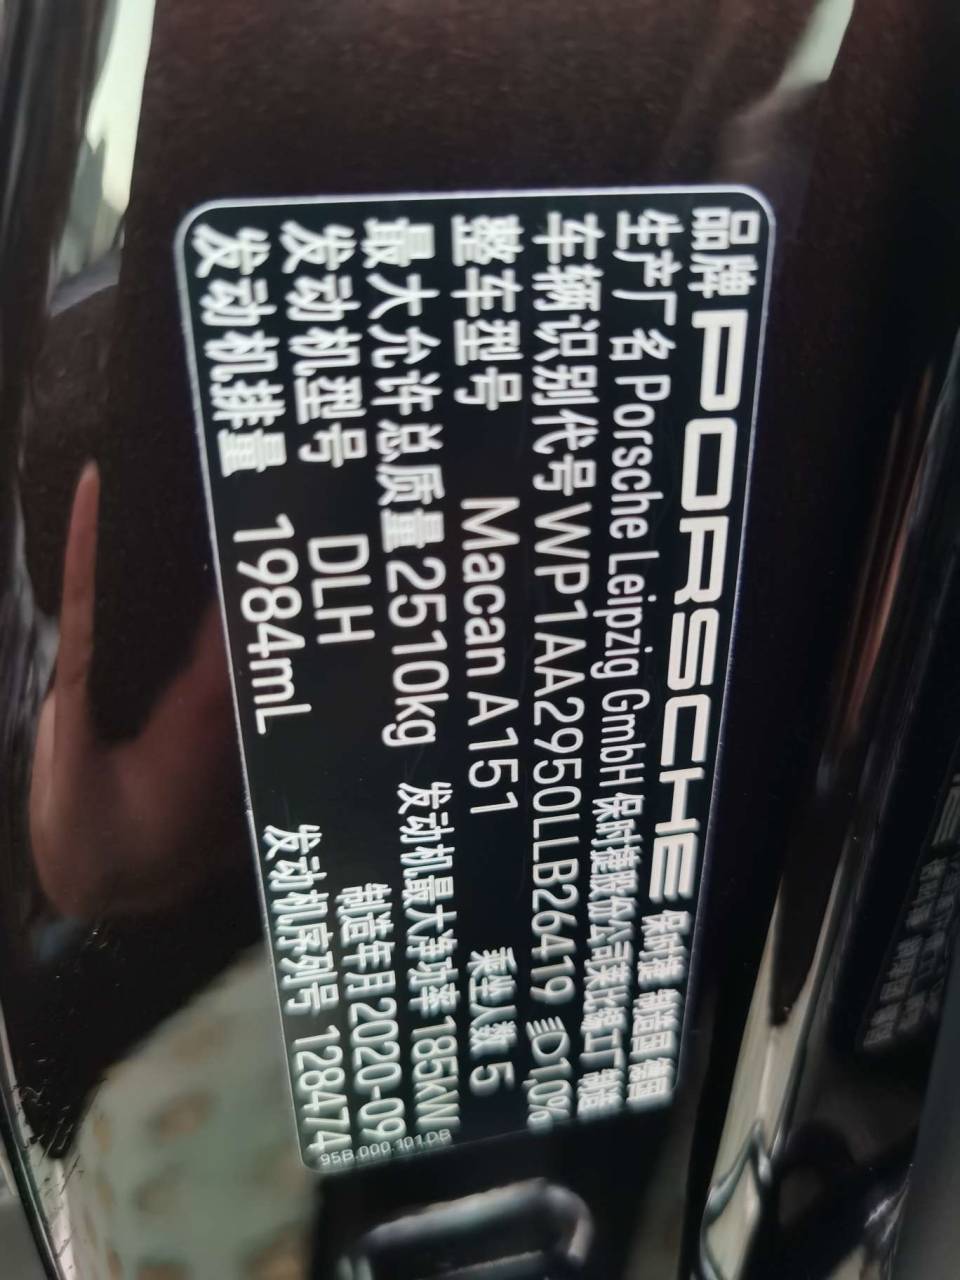 品牌 PORSCHE 保时捷 制造国 德国
生产厂名 Porsche Leipzig GmbH 保时捷股份公司莱比锡工厂 制造
车辆识别代号 WP1AA2950LLB26419 1,0%
整车型号 Macan A151 乘坐人数 5
最大允许总质量 2510kg 发动机最大净功率 185kW
发动机型号 DLH 制造年月 2020-09
发动机排量 1984mL 发动机序列号 128474
95B.000.101.DB